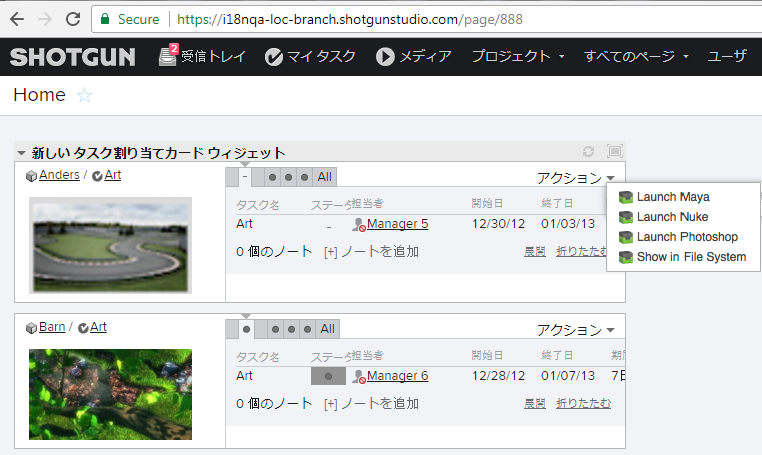 Secure https://i18nqa-loc-branch.shotgunstudio.com/page/888
SHOTGUN 2 受信トレイ マイ タスク メディア プロジェクト すべてのページ ユーザ
Home
新しい タスク割り当てカード ウィジェット
Anders / Art
- All
アクション
Launch Maya
Launch Nuke
Launch Photoshop
Show in File System
タスク名 ステータ 担当者 開始日 終了日
Art - Manager 5 12/30/12 01/03/13
0 個のノート [+] ノートを追加 展開 折りたたむ
Barn / Art
All
アクション
タスク名 ステータ 担当者 開始日 終了日 期間
Art Manager 6 12/28/12 01/07/13 7日
0 個のノート [+] ノートを追加 展開 折りたたむ